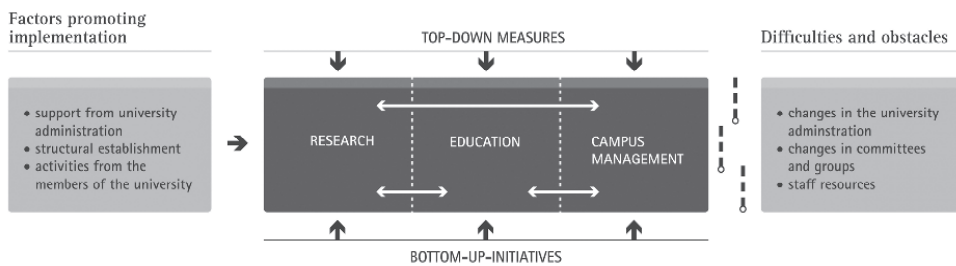 Factors promoting
implementation
• support from university
administration
• structural establishment
• activities from the
members of the university
TOP-DOWN MEASURES
RESEARCH
EDUCATION
CAMPUS
MANAGEMENT
BOTTOM-UP-INITIATIVES
Difficulties and obstacles
• changes in the university
adminstration
• changes in committees
and groups
• staff resources